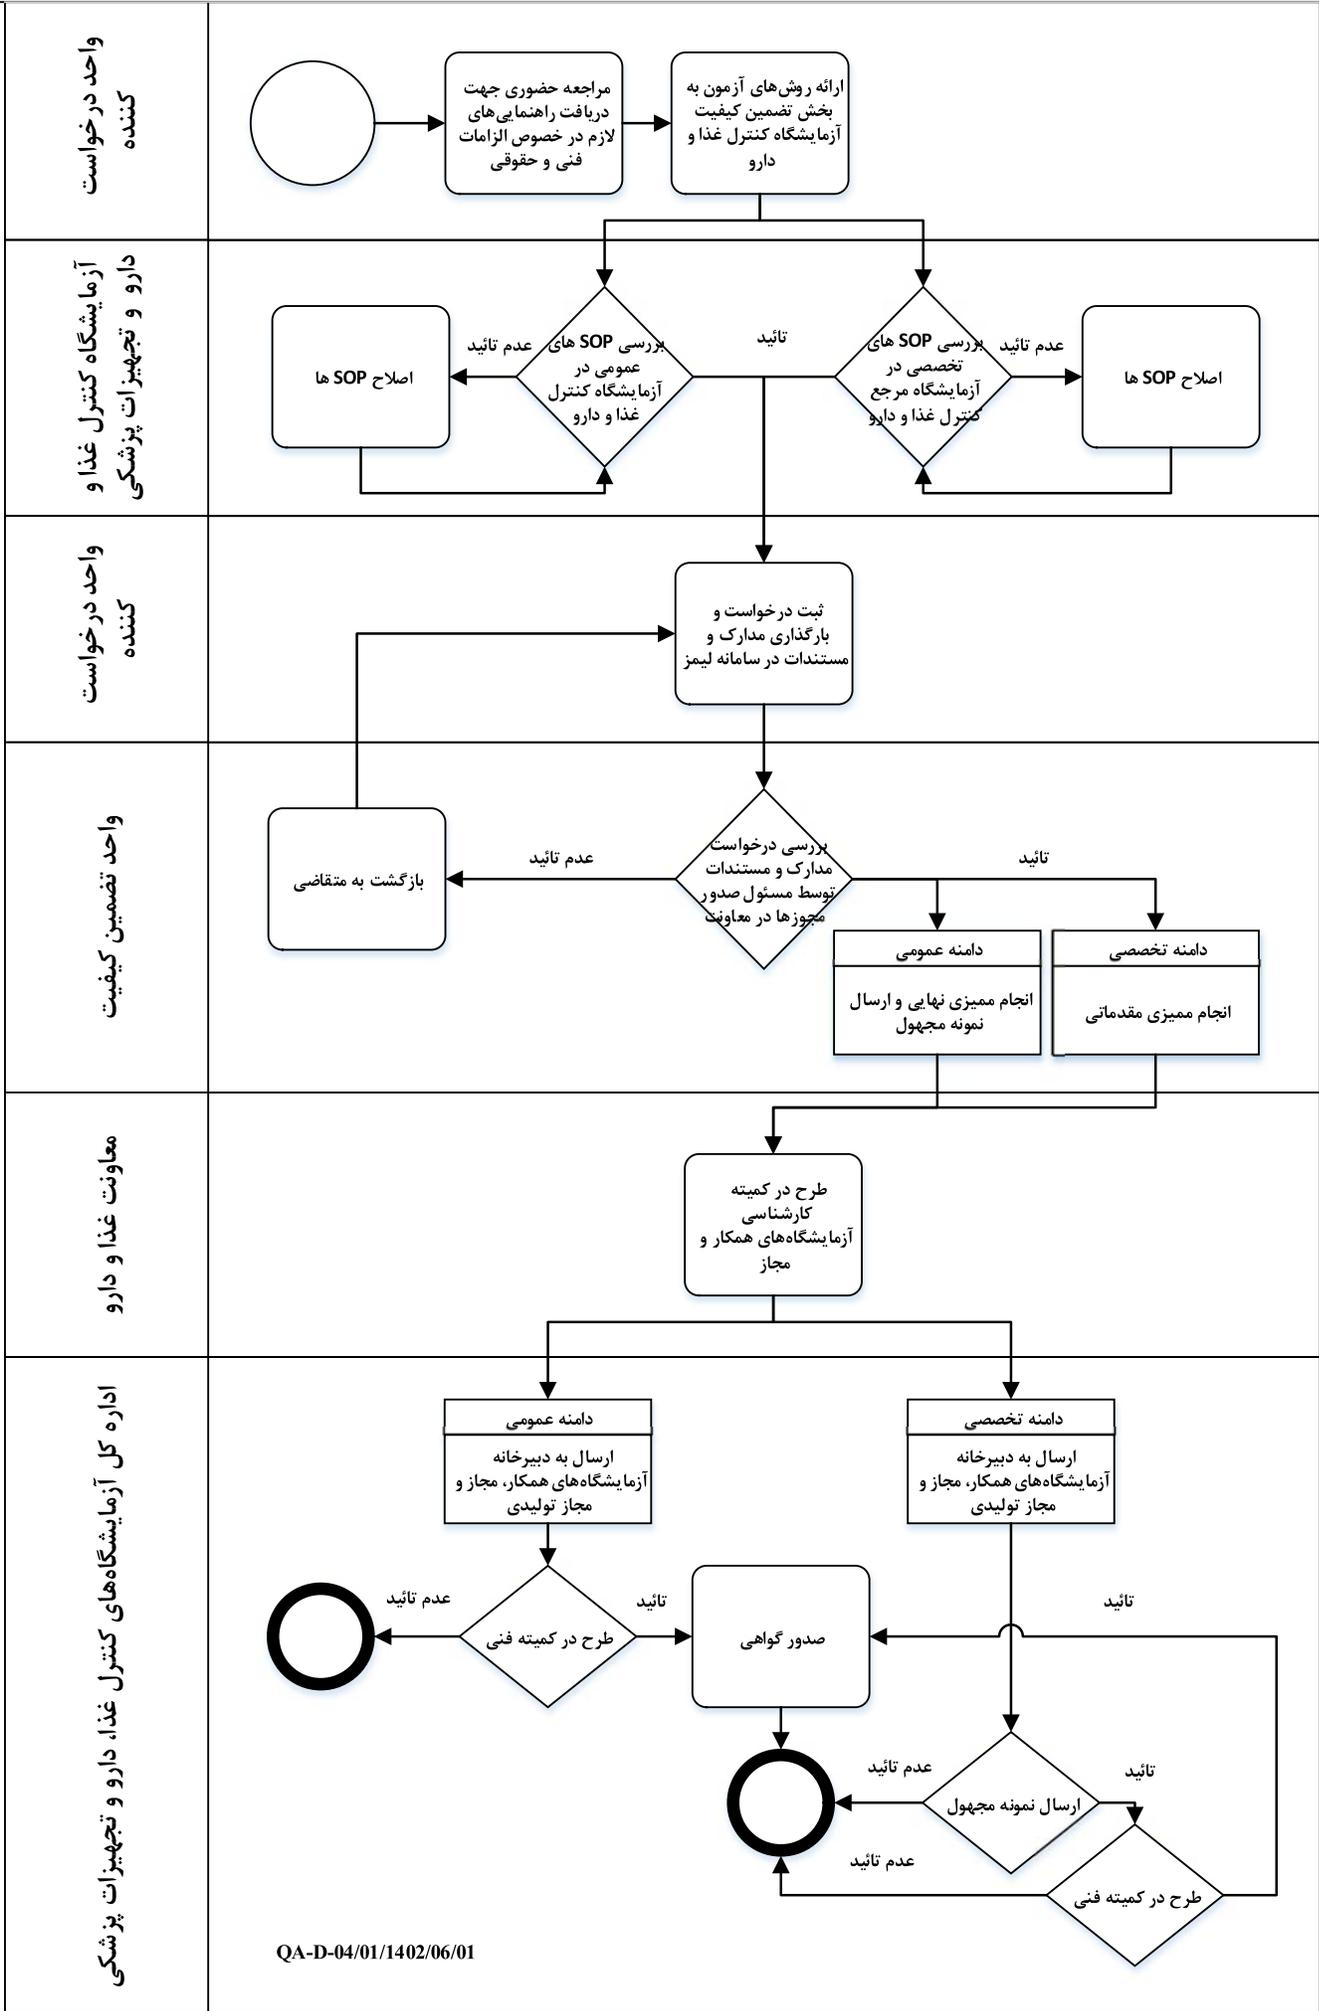 واحد درخواست
کننده
مراجعه حضوری جهت
دریافت راهنمایی‌های
لازم در خصوص الزامات
فنی و حقوقی
ارائه روش‌های آزمون به
بخش تضمین کیفیت
آزمایشگاه کنترل غذا و
دارو
آزمایشگاه کنترل غذا و
دارو و تجهیزات پزشکی
اصلاح SOP ها
عدم تائید
بررسی SOP های
عمومی در
آزمایشگاه کنترل
غذا و دارو
تائید
بررسی SOP های
تخصصی در
آزمایشگاه مرجع
کنترل غذا و دارو
عدم تائید
اصلاح SOP ها
واحد درخواست
کننده
ثبت درخواست و
بارگذاری مدارک و
مستندات در سامانه لیمز
واحد تضمین کیفیت
بازگشت به متقاضی
عدم تائید
بررسی درخواست
مدارک و مستندات
توسط مسئول صدور
مجوزها در معاونت
تائید
دامنه عمومی
انجام ممیزی نهایی و ارسال
نمونه مجهول
دامنه تخصصی
انجام ممیزی مقدماتی
معاونت غذا و دارو
طرح در کمیته
کارشناسی
آزمایشگاه‌های همکار و
مجاز
اداره کل آزمایشگاه‌های کنترل غذا، دارو و تجهیزات پزشکی
دامنه عمومی
ارسال به دبیرخانه
آزمایشگاه‌های همکار، مجاز و
مجاز تولیدی
دامنه تخصصی
ارسال به دبیرخانه
آزمایشگاه‌های همکار، مجاز و
مجاز تولیدی
عدم تائید
طرح در کمیته فنی
تائید
صدور گواهی
تائید
عدم تائید
ارسال نمونه مجهول
تائید
عدم تائید
طرح در کمیته فنی
QA-D-04/01/1402/06/01